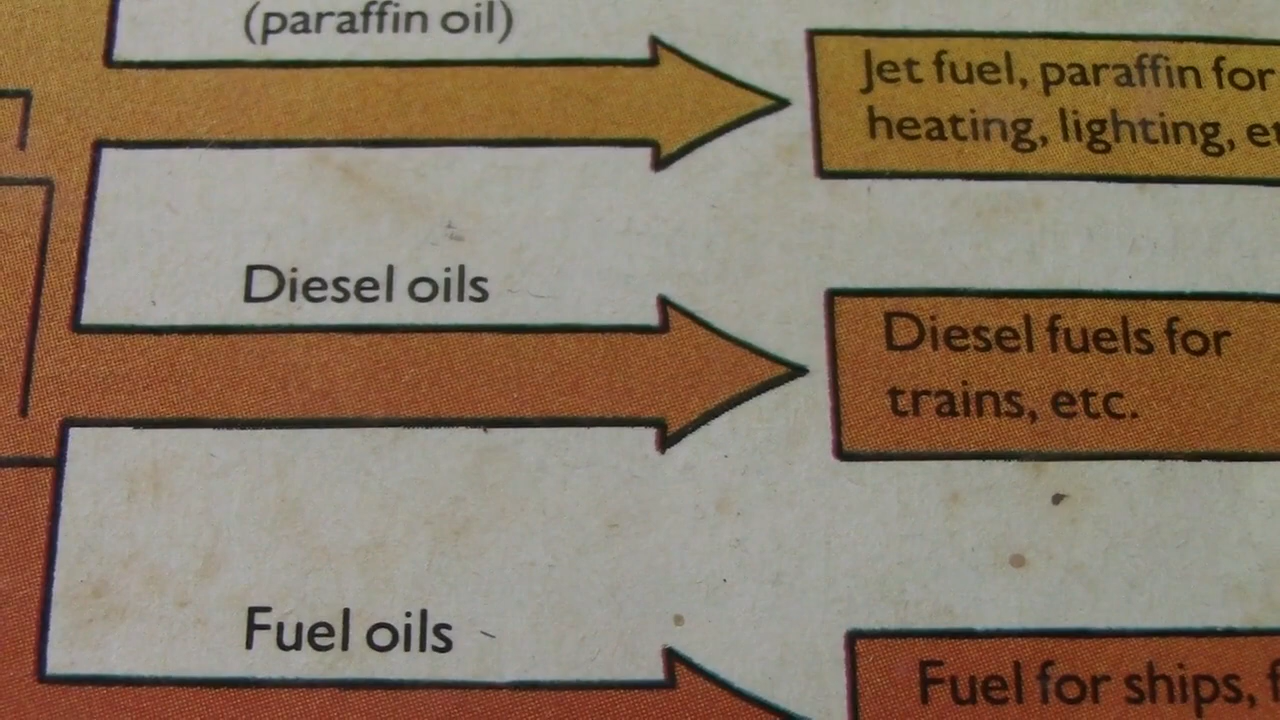 (paraffin oil)
Jet fuel, paraffin for
heating, lighting,
Diesel oils
Diesel fuels for
trains, etc.
Fuel oils
Fuel for ships,